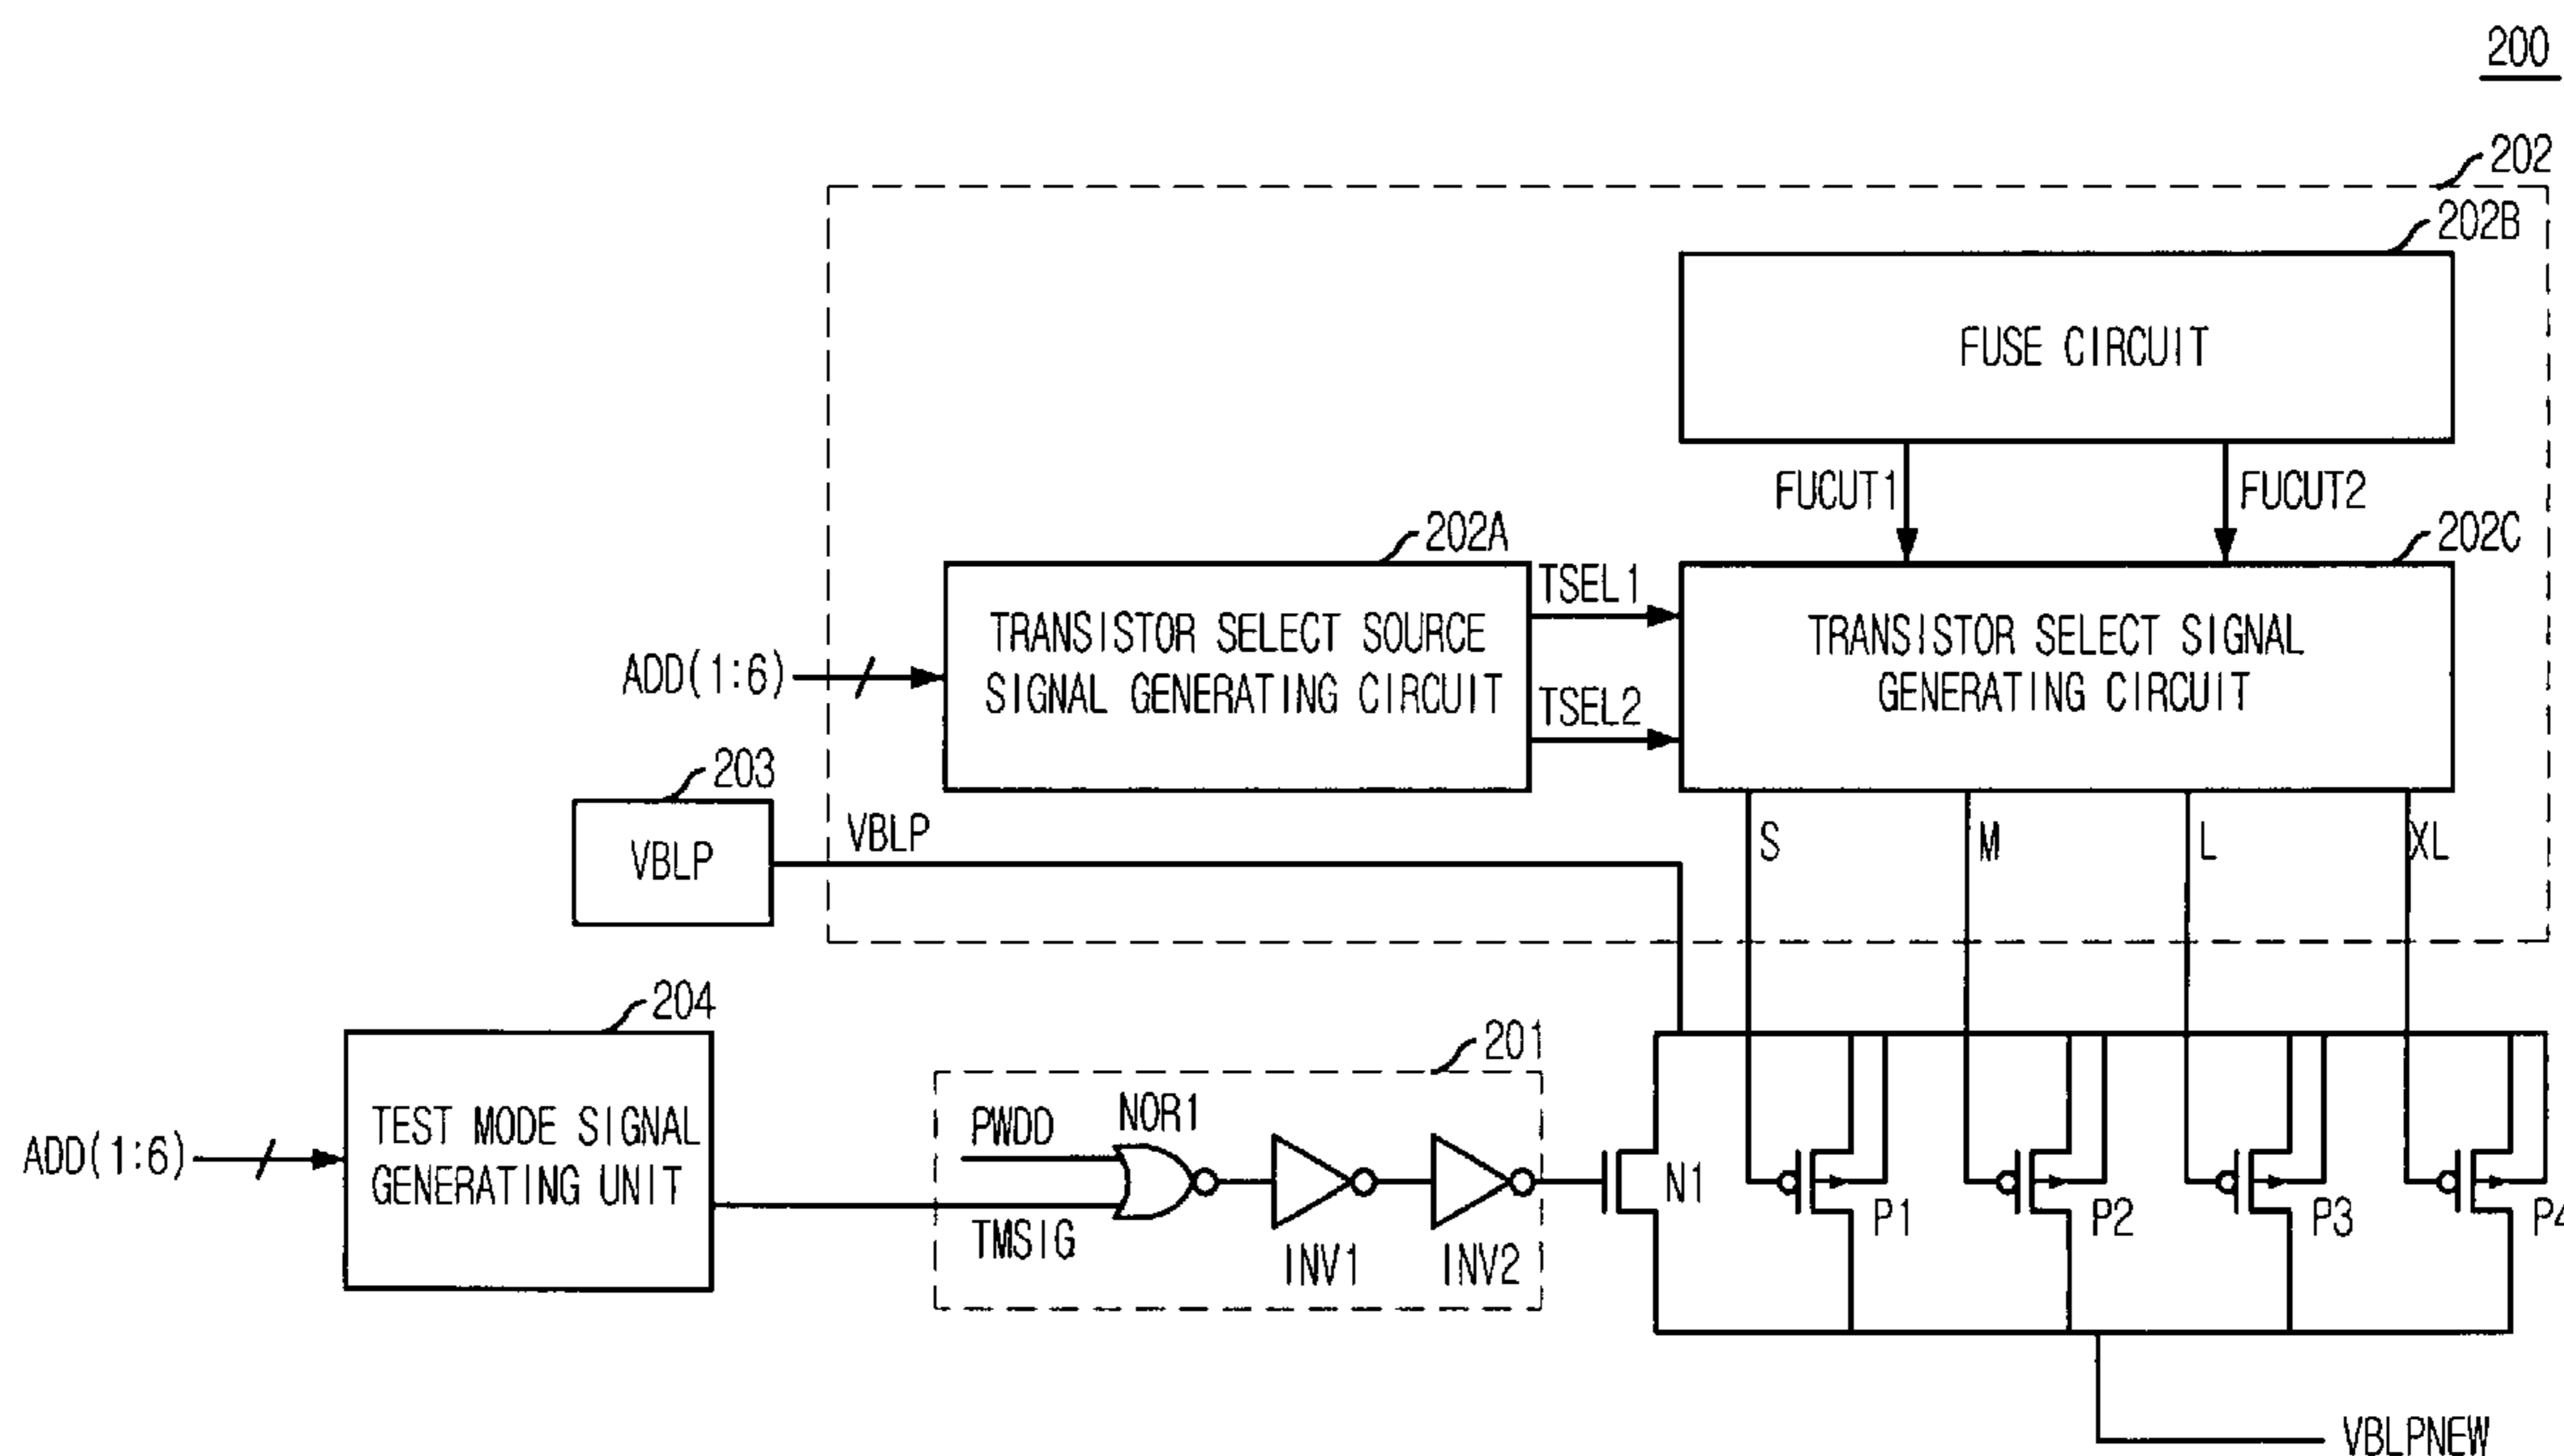 200
202
202B
FUSE CIRCUIT
FUCUT1
FUCUT2
202A
202C
TSEL1
TRANSISTOR SELECT SOURCE
SIGNAL GENERATING CIRCUIT
TRANSISTOR SELECT SIGNAL
GENERATING CIRCUIT
ADD(1:6)
TSEL2
203
VBLP
VBLP
S
M
L
XL
204
201
TEST MODE SIGNAL
GENERATING UNIT
ADD(1:6)
PWDD
NOR1
TMSIG
INV1
INV2
N1
P1
P2
P3
P4
VBLPNEW